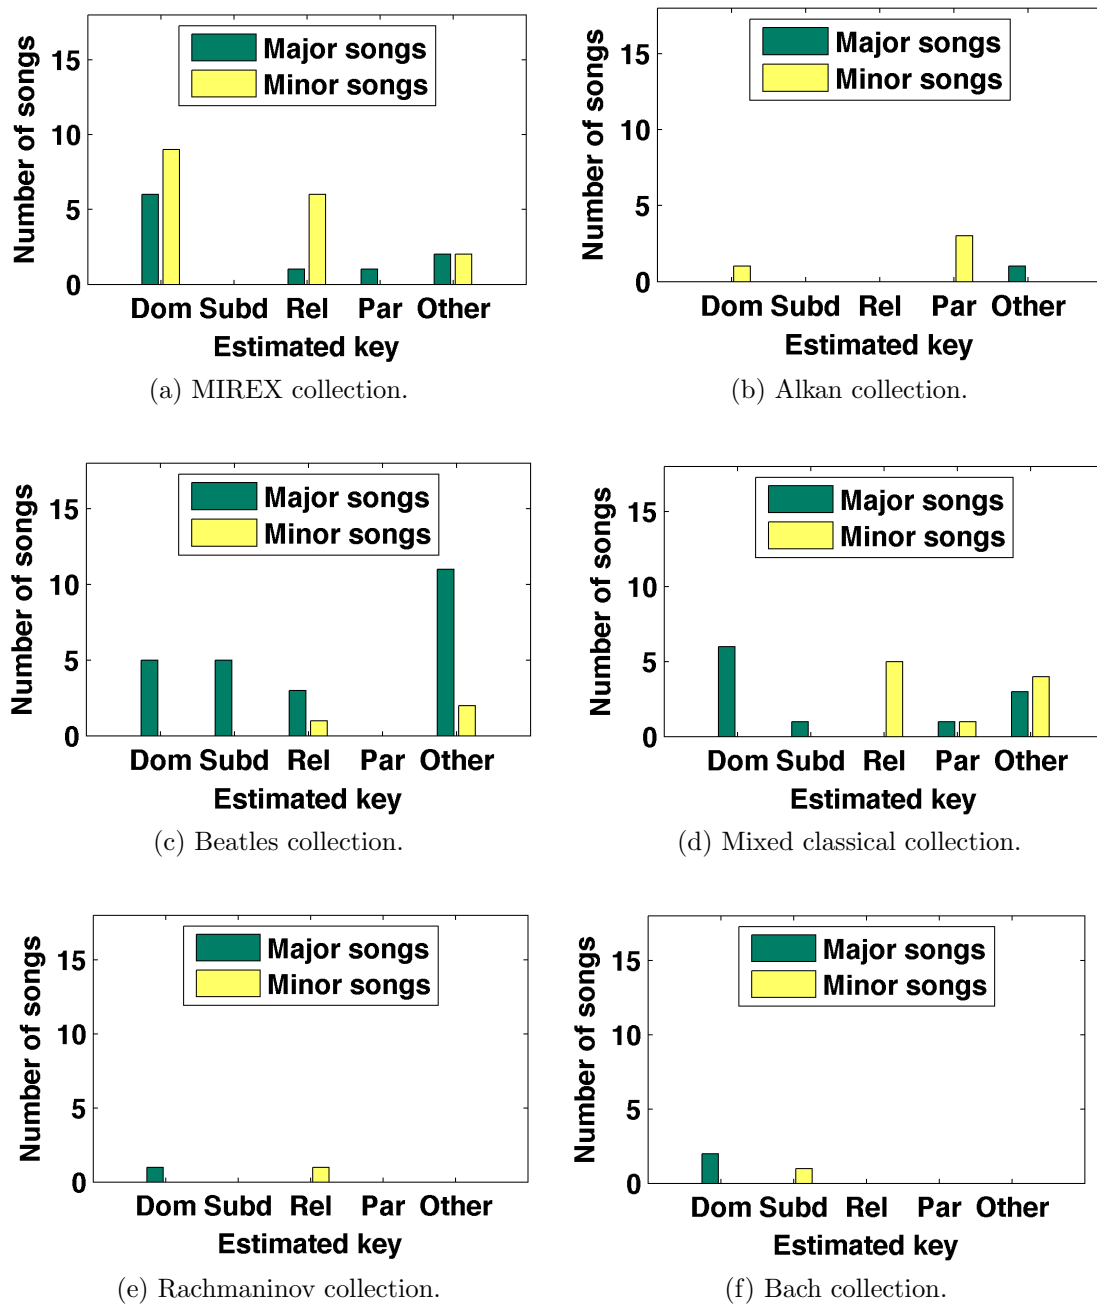 Number of songs
15
10
5
0
Major songs
Minor songs
Dom Subd Rel Par Other
Estimated key
(a) MIREX collection.
Number of songs
15
10
5
0
Major songs
Minor songs
Dom Subd Rel Par Other
Estimated key
(b) Alkan collection.
Number of songs
15
10
5
0
Major songs
Minor songs
Dom Subd Rel Par Other
Estimated key
(c) Beatles collection.
Number of songs
15
10
5
0
Major songs
Minor songs
Dom Subd Rel Par Other
Estimated key
(d) Mixed classical collection.
Number of songs
15
10
5
0
Major songs
Minor songs
Dom Subd Rel Par Other
Estimated key
(e) Rachmaninov collection.
Number of songs
15
10
5
0
Major songs
Minor songs
Dom Subd Rel Par Other
Estimated key
(f) Bach collection.